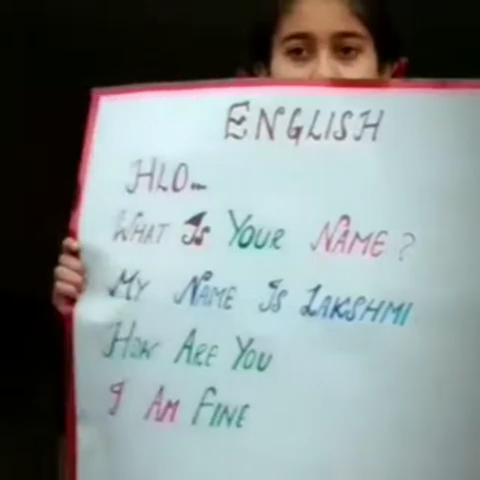 ENGLISH
HLO...
WHAT IS YOUR NAME ?
MY NAME IS LAKSHMI
HOW ARE YOU
I AM FINE